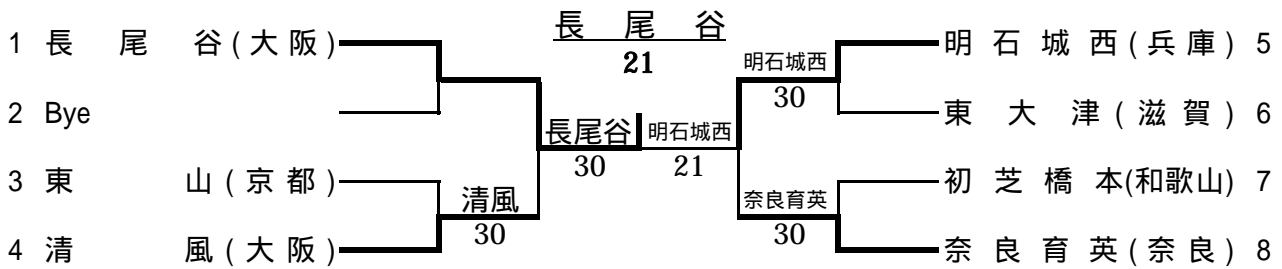 長尾谷
21
1 長尾谷(大阪)
2 Bye
3 東山(京都)
4 清風(大阪)
清風
30
長尾谷
30
明石城西
21
明石城西
30
奈良育英
30
明石城西(兵庫) 5
東大津(滋賀) 6
初芝橋本(和歌山) 7
奈良育英(奈良) 8